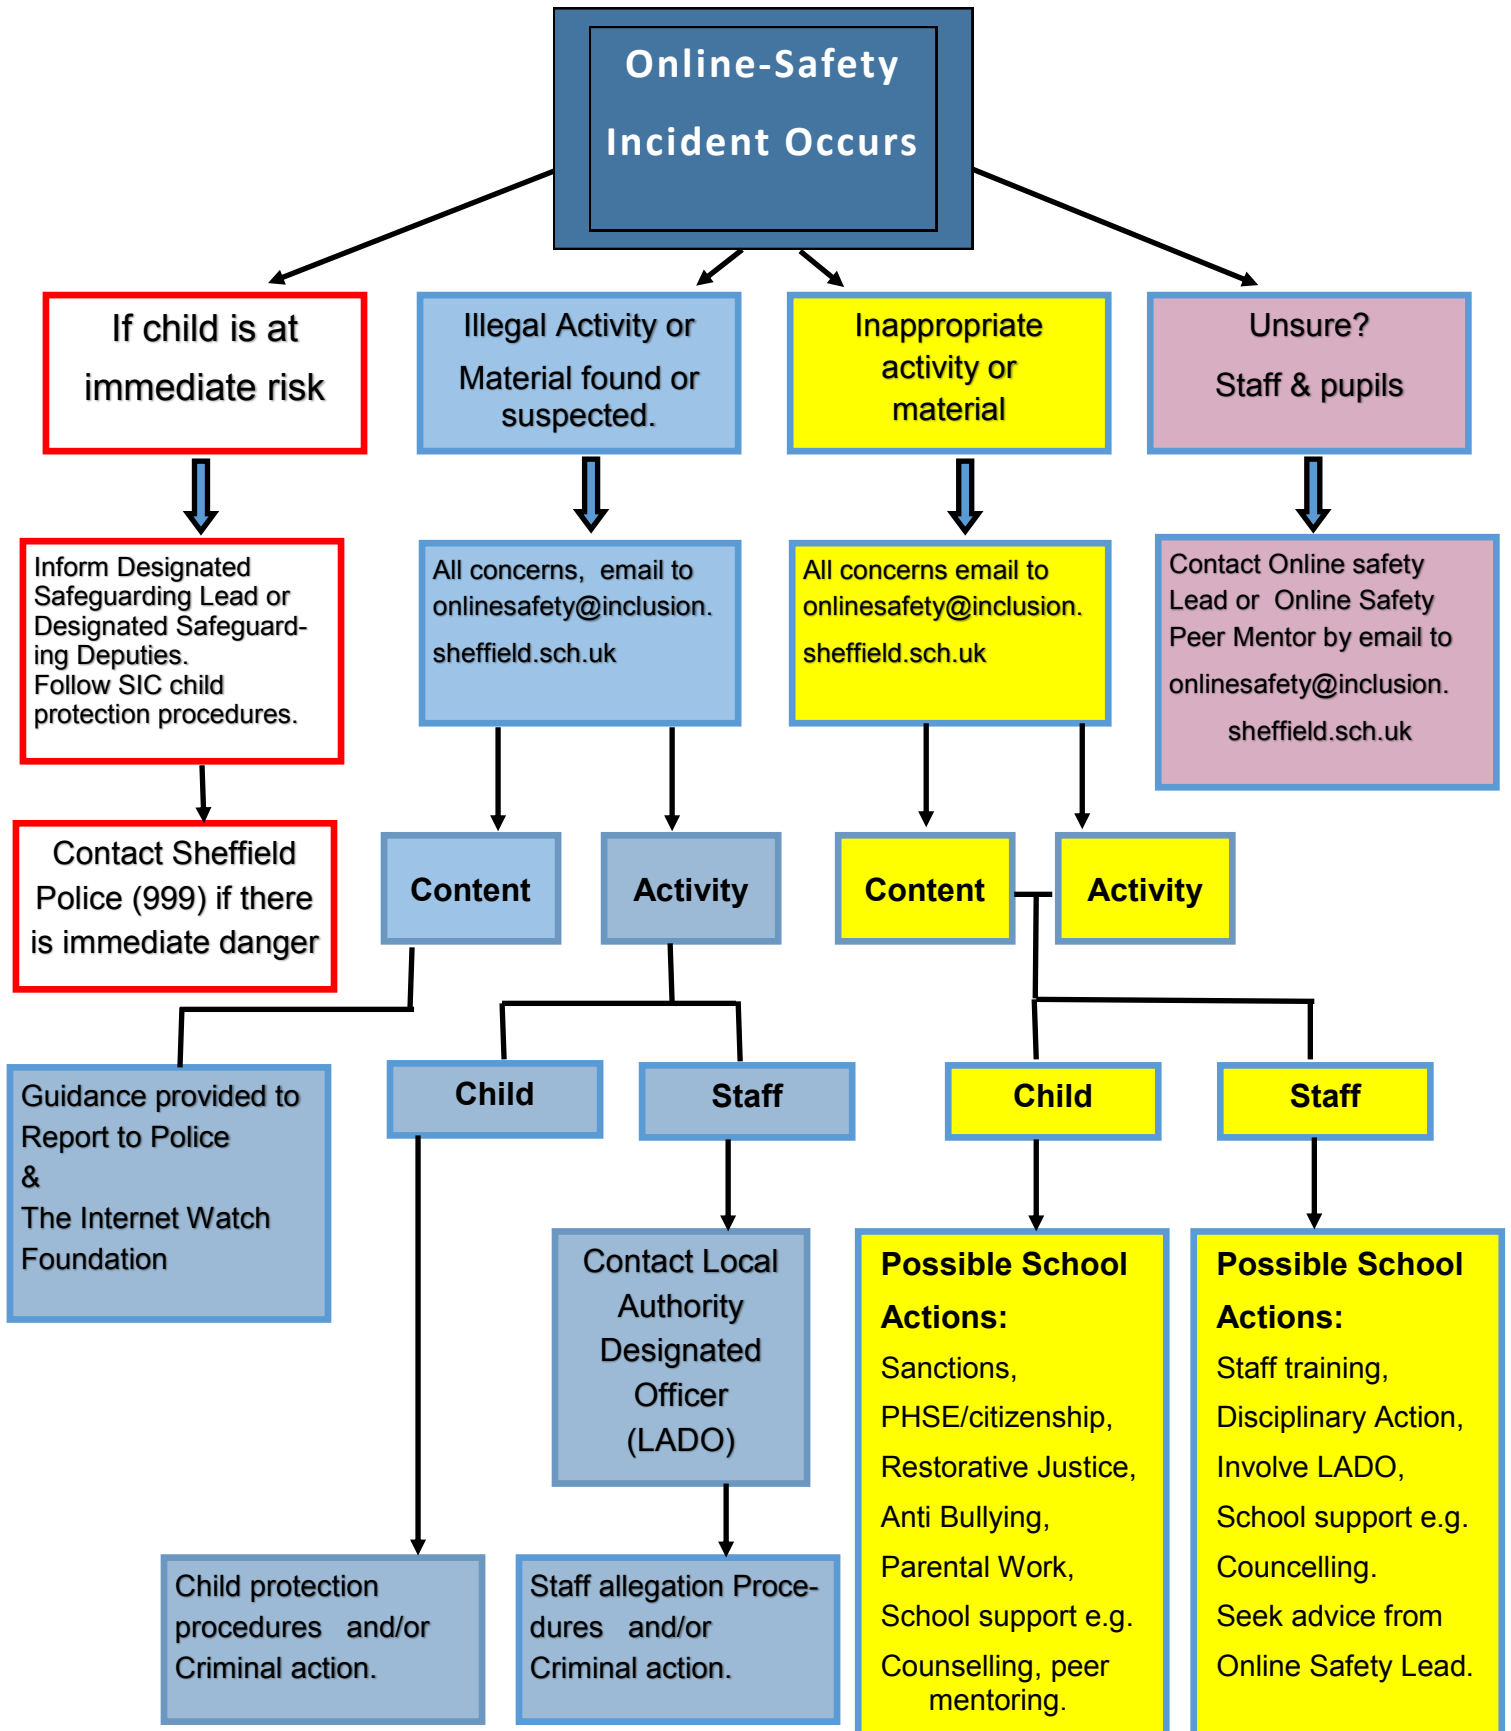 Online-Safety
Incident Occurs
If child is at
immediate risk
Illegal Activity or
Material found or
suspected.
Inappropriate
activity or
material
Unsure?
Staff & pupils
Inform Designated
Safeguarding Lead or
Designated Safeguard-
ing Deputies.
Follow SIC child
protection procedures.
All concerns,  email to
onlinesafety@inclusion.
sheffield.sch.uk
All concerns email to
onlinesafety@inclusion.
sheffield.sch.uk
Contact Online safety
Lead or  Online Safety
Peer Mentor by email to
onlinesafety@inclusion.
sheffield.sch.uk
Contact Sheffield
Police (999) if there
is immediate danger
Content
Activity
Content
Activity
Guidance provided to
Report to Police
&
The Internet Watch
Foundation
Child
Staff
Child
Staff
Contact Local
Authority
Designated
Officer
(LADO)
Child protection
procedures   and/or
Criminal action.
Staff allegation Proce-
dures   and/or
Criminal action.
Possible School
Actions:
Sanctions,
PHSE/citizenship,
Restorative Justice,
Anti Bullying,
Parental Work,
School support e.g.
Counselling, peer
mentoring.
Possible School
Actions:
Staff training,
Disciplinary Action,
Involve LADO,
School support e.g.
Councelling.
Seek advice from
Online Safety Lead.